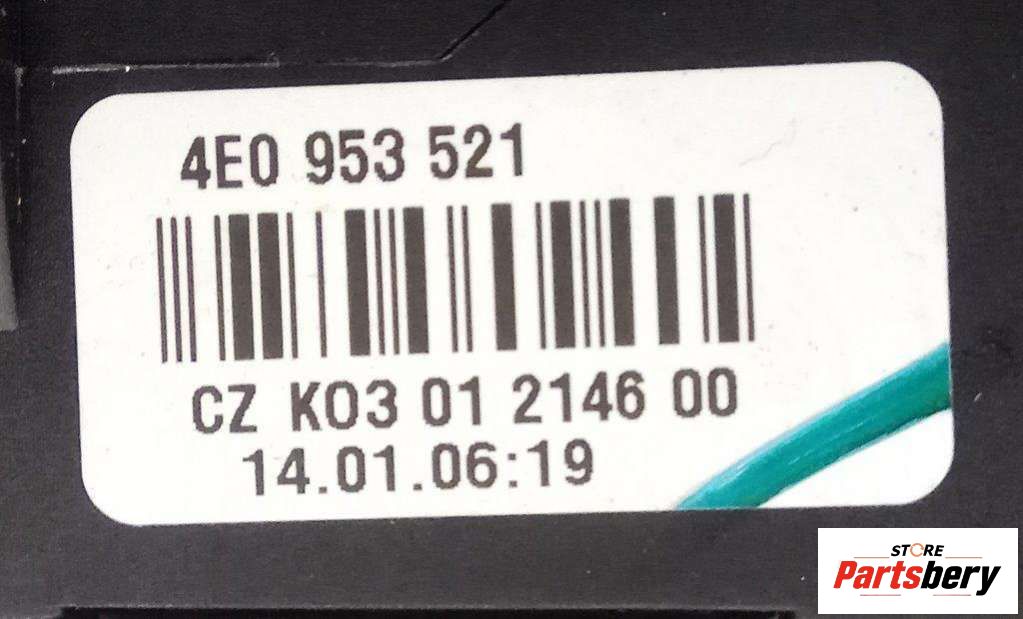 4E0 953 521
CZ K03 01 2146 00
14.01.06:19
STORE
Partsbery